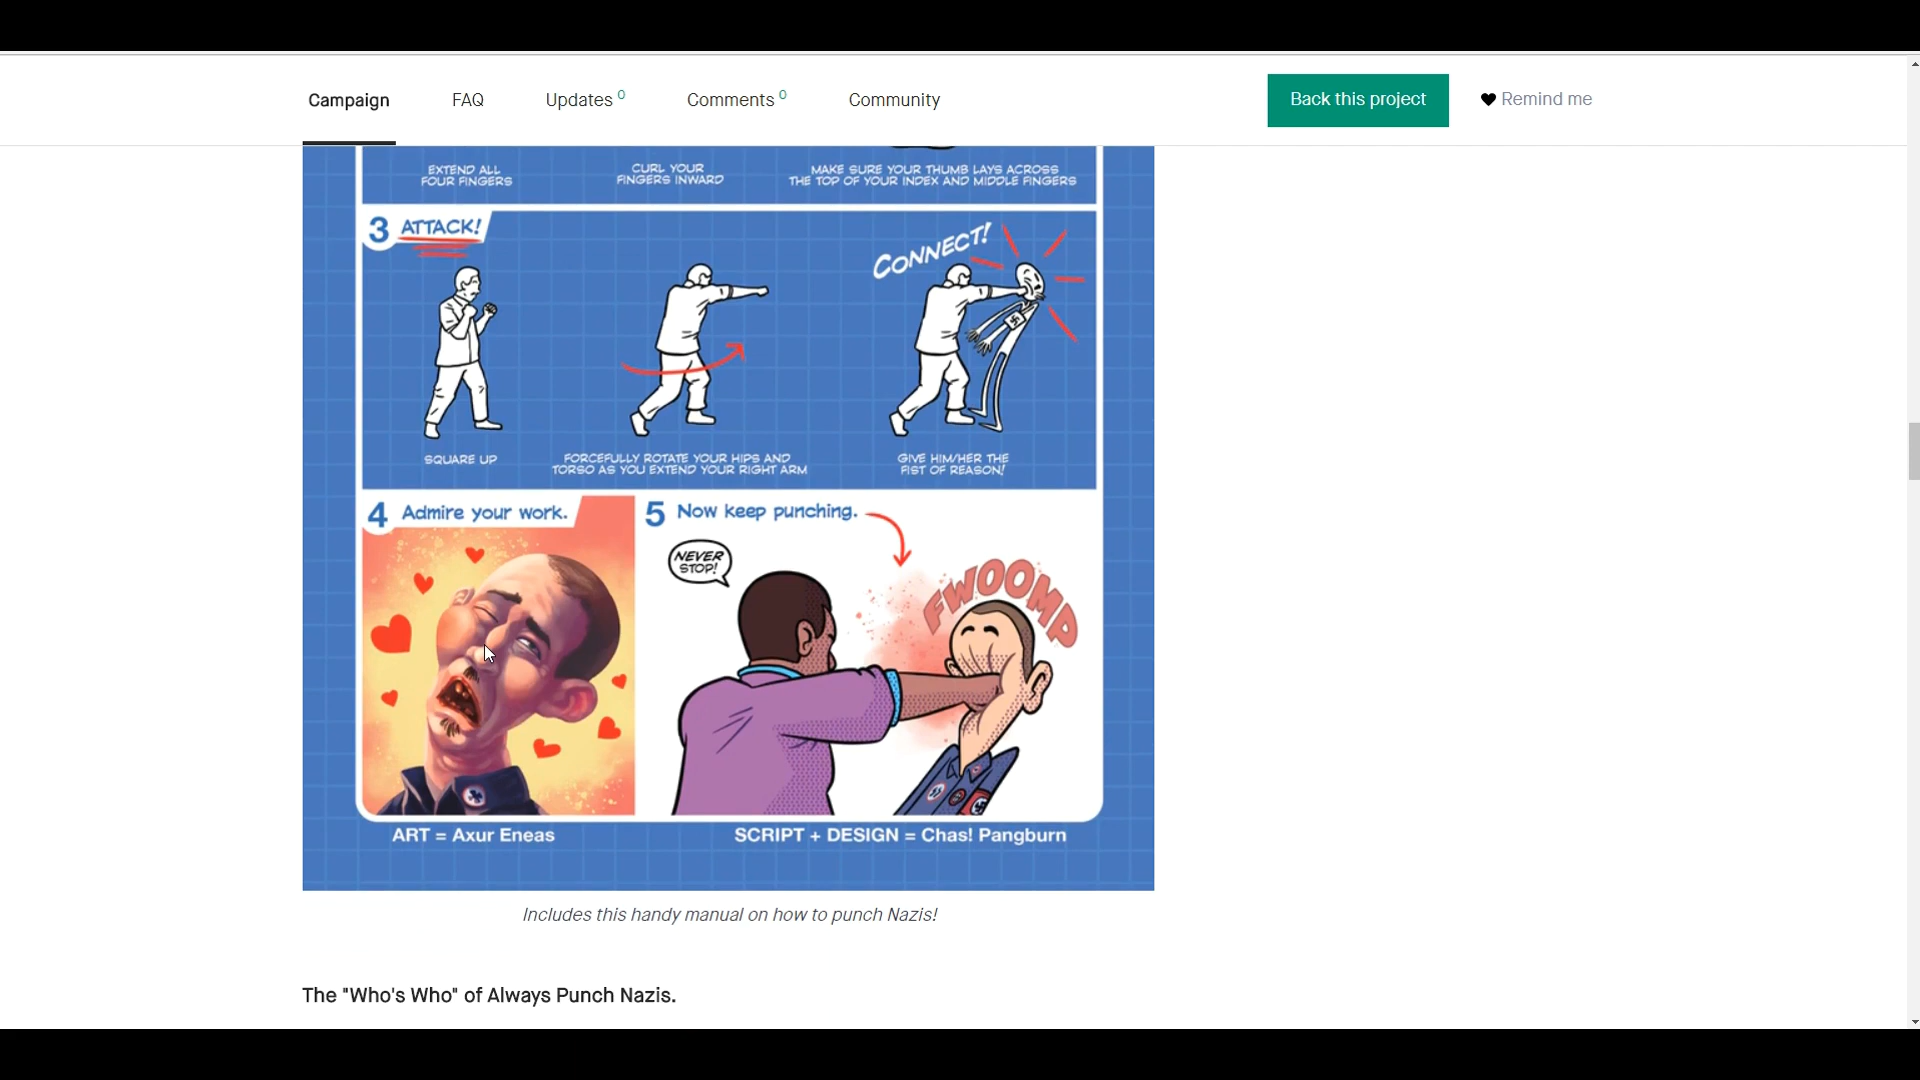 Campaign
FAQ
Updates 0
Comments 0
Community
Back this project
Remind me
EXTEND ALL
FOUR FINGERS
CURL YOUR
FINGERS INWARD
MAKE SURE YOUR THUMB LAYS ACROSS
THE TOP OF YOUR INDEX AND MIDDLE FINGERS
3 ATTACK!
CONNECT!
SQUARE UP
FORCEFULLY ROTATE YOUR HIPS AND
TORSO AS YOU EXTEND YOUR RIGHT ARM
GIVE HIM/HER THE
FIST OF REASON!
4 Admire your work.
5 Now keep punching.
NEVER
STOP!
FWOOMP
ART = Axur Eneas
SCRIPT + DESIGN = Chas! Pangburn
Includes this handy manual on how to punch Nazis!
The "Who's Who" of Always Punch Nazis.